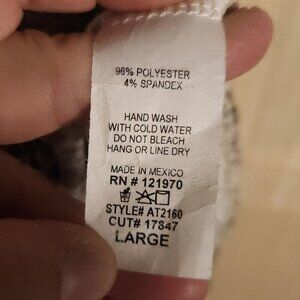 96% POLYESTER
4% SPANDEX
HAND WASH
WITH COLD WATER
DO NOT BLEACH
HANG OR LINE DRY
MADE IN MEXICO
RN # 121970
STYLE# AT2160
CUT# 17847
LARGE